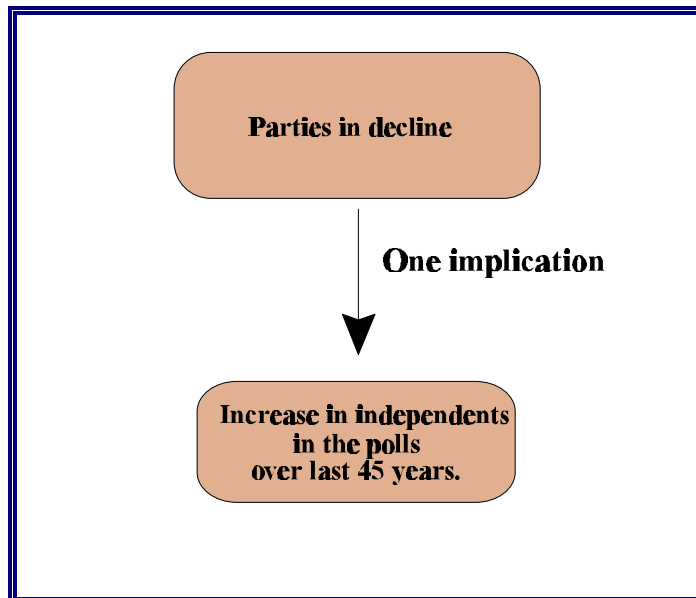 Parties in decline
One implication
Increase in independents
in the polls
over last 45 years.